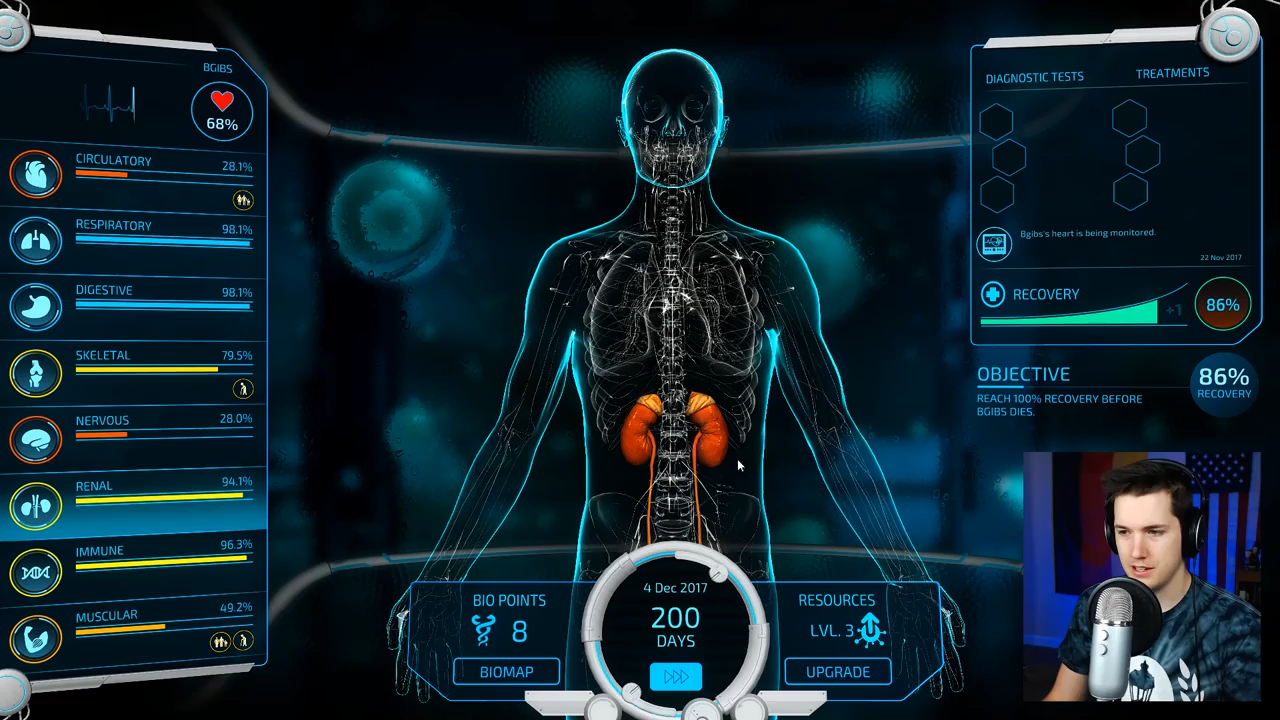 BGIBS
68%
CIRCULATORY 28.1%
RESPIRATORY 98.1%
DIGESTIVE 98.1%
SKELETAL 79.5%
NERVOUS 28.0%
RENAL 94.1%
IMMUNE 96.3%
MUSCULAR 49.2%
DIAGNOSTIC TESTS TREATMENTS
Bgibs's heart is being monitored.
22 Nov 2017
RECOVERY +1 86%
OBJECTIVE
REACH 100% RECOVERY BEFORE
BGIBS DIES.
86%
RECOVERY
BIO POINTS
8
BIOMAP
4 Dec 2017
200
DAYS
RESOURCES
LVL. 3
UPGRADE